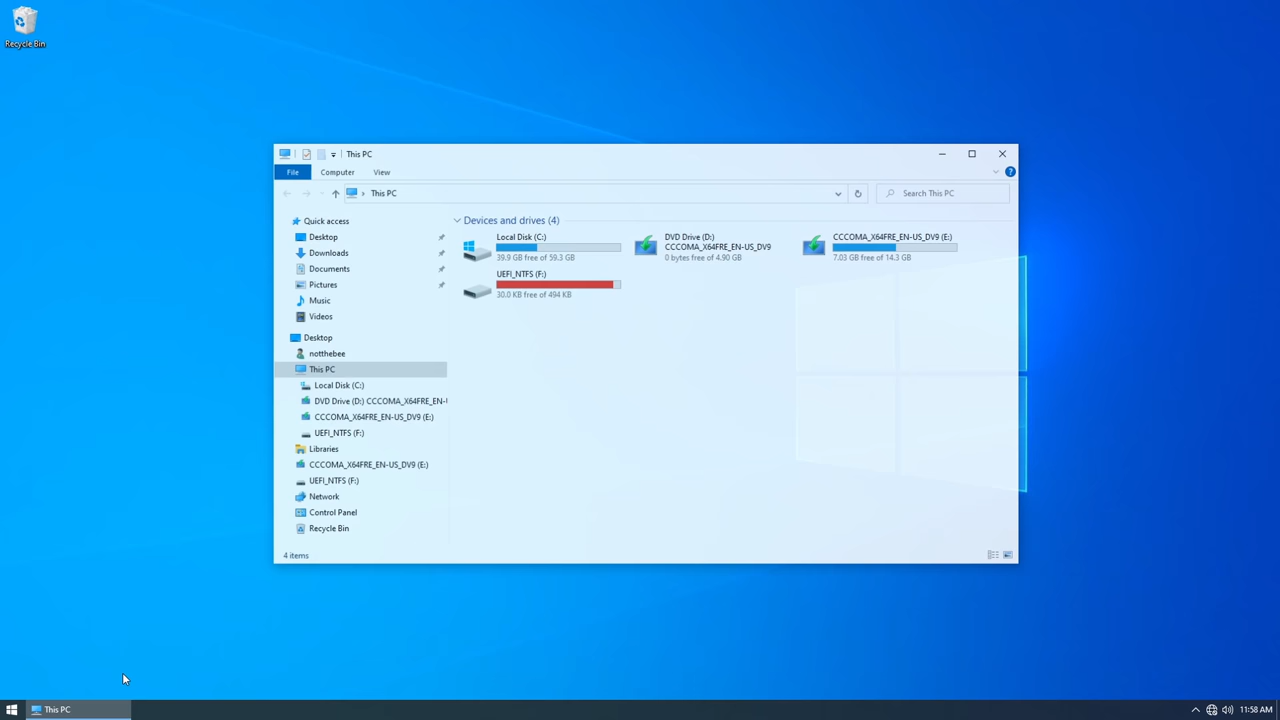 Recycle Bin
This PC
File
Computer
View
This PC
Search This PC
Quick access
Desktop
Downloads
Documents
Pictures
Music
Videos
Desktop
notthebee
This PC
Local Disk (C:)
DVD Drive (D:) CCCOMA_X64FRE_EN-U
CCCOMA_X64FRE_EN-US_DV9 (E:)
UEFI_NTFS (F:)
Libraries
CCCOMA_X64FRE_EN-US_DV9 (E:)
UEFI_NTFS (F:)
Network
Control Panel
Recycle Bin
Devices and drives (4)
Local Disk (C:)
39.9 GB free of 59.3 GB
DVD Drive (D:)
CCCOMA_X64FRE_EN-US_DV9
0 bytes free of 4.90 GB
CCCOMA_X64FRE_EN-US_DV9 (E:)
7.03 GB free of 14.3 GB
UEFI_NTFS (F:)
30.0 KB free of 494 KB
4 items
This PC
11:58 AM